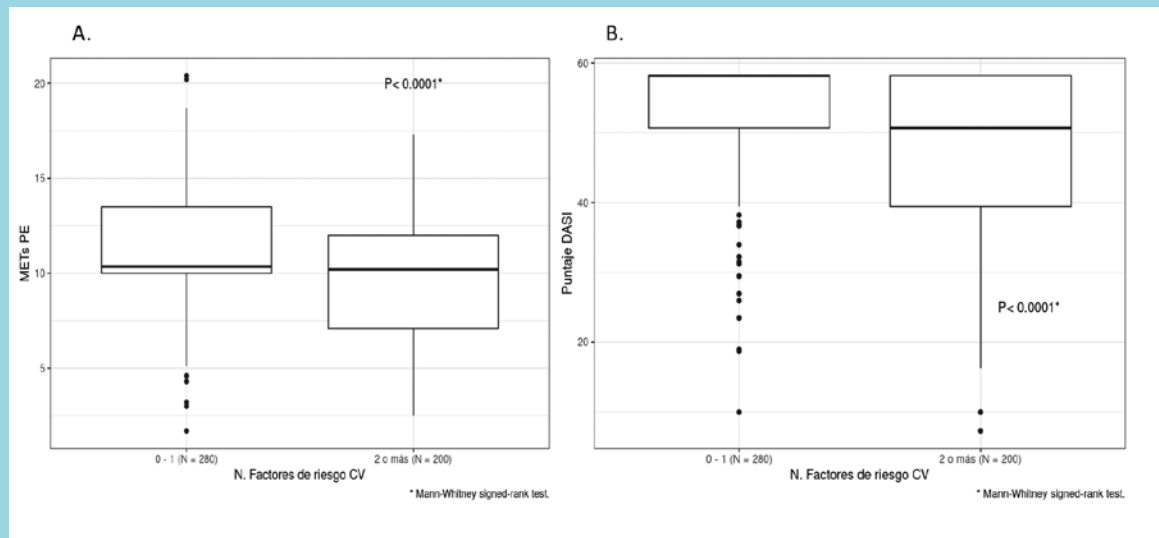 A.
METs PE
20
15
10
5
P< 0.0001*
0 - 1 (N = 280)
2 o más (N = 200)
N. Factores de riesgo CV
* Mann-Whitney signed-rank test.
B.
Puntaje DASI
60
40
20
P< 0.0001*
0 - 1 (N = 280)
2 o más (N = 200)
N. Factores de riesgo CV
* Mann-Whitney signed-rank test.